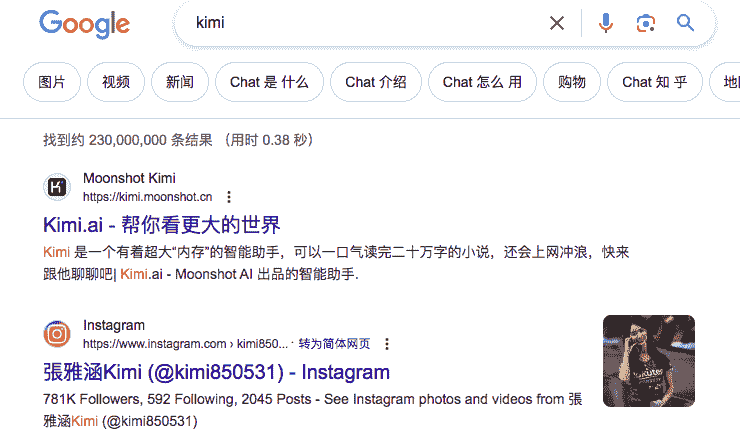 Google
kimi
图片 视频 新闻 Chat 是 什么 Chat 介绍 Chat 怎么 用 购物 Chat 知 乎
找到约 230,000,000 条结果 （用时 0.38 秒）
Moonshot Kimi
https://kimi.moonshot.cn
Kimi.ai - 帮你看更大的世界
Kimi 是一个有着超大“内存”的智能助手，可以一口气读完二十万字的小说，还会上网冲浪，快来
跟他聊聊吧| Kimi.ai - Moonshot AI 出品的智能助手.
Instagram
https://www.instagram.com › kimi850... · 转为简体网页
張雅涵Kimi (@kimi850531) - Instagram
781K Followers, 592 Following, 2045 Posts - See Instagram photos and videos from 張
雅涵Kimi (@kimi850531)